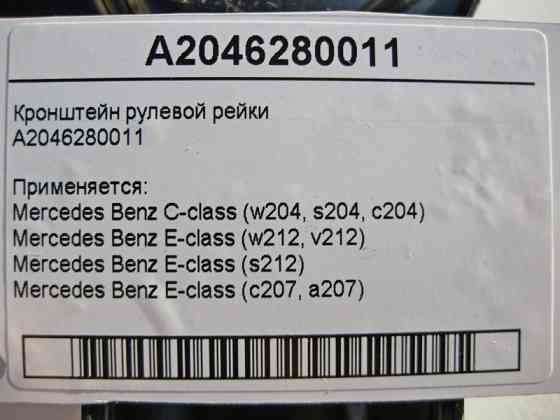 A2046280011
Кронштейн рулевой рейки
A2046280011
Применяется:
Mercedes Benz C-class (w204, s204, c204)
Mercedes Benz E-class (w212, v212)
Mercedes Benz E-class (s212)
Mercedes Benz E-class (c207, a207)